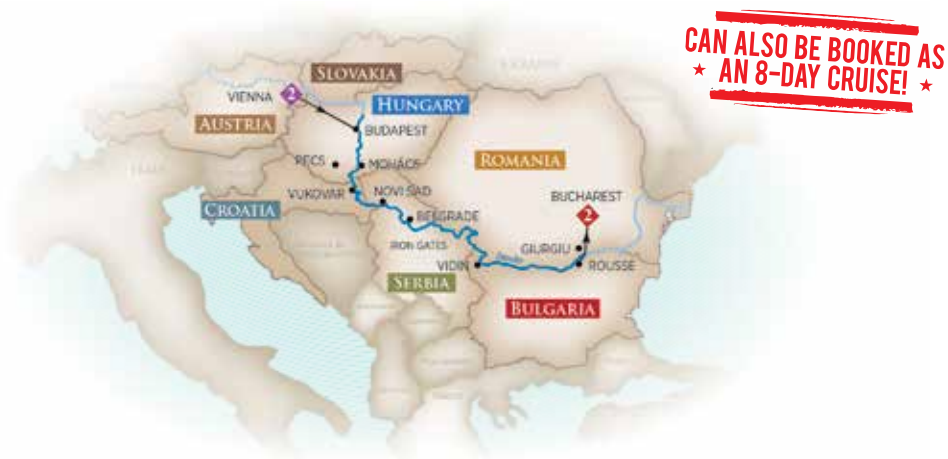 CAN ALSO BE BOOKED AS
AN 8-DAY CRUISE!
SLOVAKIA
VIENNA
2
HUNGARY
AUSTRIA
BUDAPEST
PECS
MOHÁCS
ROMANIA
VUKOVAR
NOVI SAD
BUCHAREST
CROATIA
BELGRADE
2
IRON GATES
GIURGIU
VIDIN
ROUSSE
SERBIA
BULGARIA